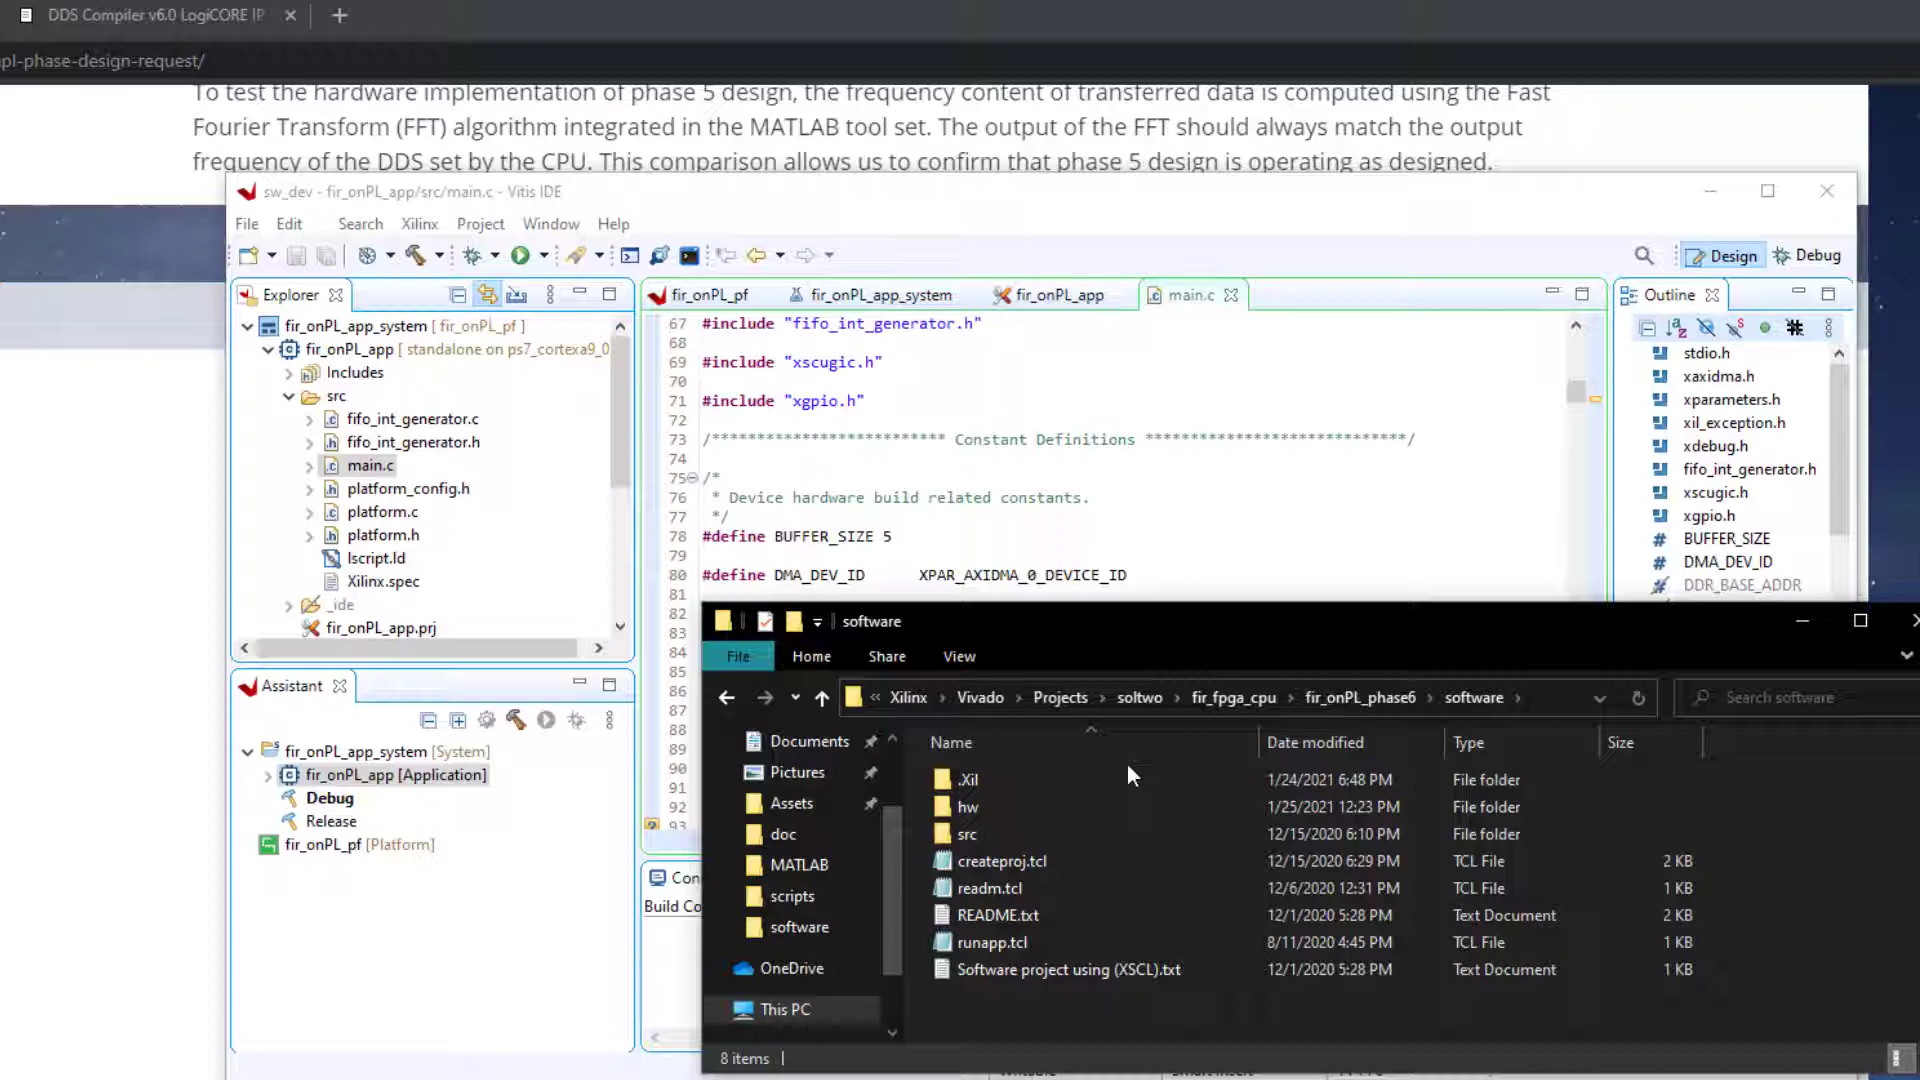 DDS Compiler v6.0 LogiCORE IP
pl-phase-design-request/
To test the hardware implementation of phase 5 design, the frequency content of transferred data is computed using the Fast
Fourier Transform (FFT) algorithm integrated in the MATLAB tool set. The output of the FFT should always match the output
frequency of the DDS set by the CPU. This comparison allows us to confirm that phase 5 design is operating as designed.
sw_dev - fir_onPL_app/src/main.c - Vitis IDE
File Edit Search Xilinx Project Window Help
Design Debug
Explorer
fir_onPL_app_system [ fir_onPL_pf ]
fir_onPL_app [ standalone on ps7_cortexa9_0
Includes
src
fifo_int_generator.c
fifo_int_generator.h
main.c
platform_config.h
platform.c
platform.h
lscript.ld
Xilinx.spec
_ide
fir_onPL_app.prj
Assistant
fir_onPL_app_system [System]
fir_onPL_app [Application]
Debug
Release
fir_onPL_pf [Platform]
fir_onPL_pf fir_onPL_app_system fir_onPL_app main.c
67 #include "fifo_int_generator.h"
68
69 #include "xscugic.h"
70
71 #include "xgpio.h"
72
73 /************************** Constant Definitions *****************************/
74
75 /*
76 * Device hardware build related constants.
77 */
78 #define BUFFER_SIZE 5
79
80 #define DMA_DEV_ID XPAR_AXIDMA_0_DEVICE_ID
81
82
83
84
85
86
87
88
89
90
91
92
93
Con
Build Co
Outline
stdio.h
xaxidma.h
xparameters.h
xil_exception.h
xdebug.h
fifo_int_generator.h
xscugic.h
xgpio.h
BUFFER_SIZE
DMA_DEV_ID
DDR_BASE_ADDR
software
File Home Share View
« Xilinx › Vivado › Projects › soltwo › fir_fpga_cpu › fir_onPL_phase6 › software ›
Search software
Documents
Pictures
Assets
doc
MATLAB
scripts
software
OneDrive
This PC
Name Date modified Type Size
.Xil 1/24/2021 6:48 PM File folder
hw 1/25/2021 12:23 PM File folder
src 12/15/2020 6:10 PM File folder
createproj.tcl 12/15/2020 6:29 PM TCL File 2 KB
readm.tcl 12/6/2020 12:31 PM TCL File 1 KB
README.txt 12/1/2020 5:28 PM Text Document 2 KB
runapp.tcl 8/11/2020 4:45 PM TCL File 1 KB
Software project using (XSCL).txt 12/1/2020 5:28 PM Text Document 1 KB
8 items